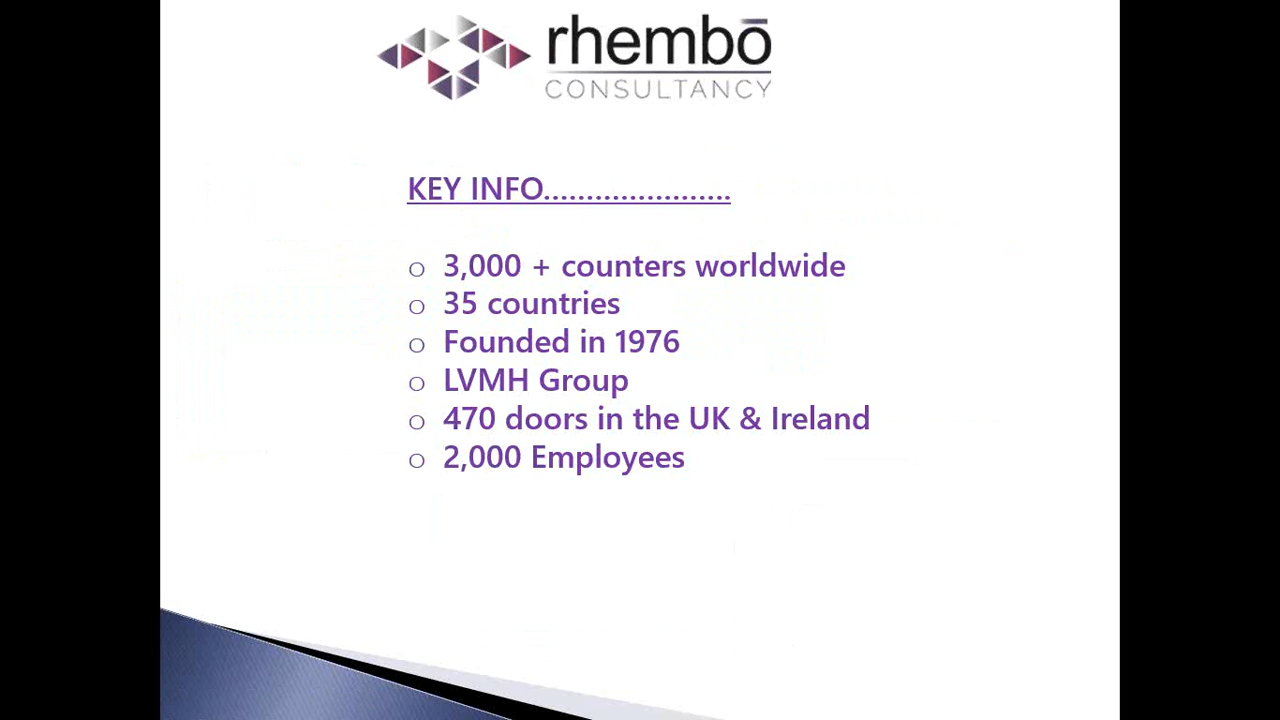 rhembō
CONSULTANCY
KEY INFO......................
o 3,000 + counters worldwide
o 35 countries
o Founded in 1976
o LVMH Group
o 470 doors in the UK & Ireland
o 2,000 Employees